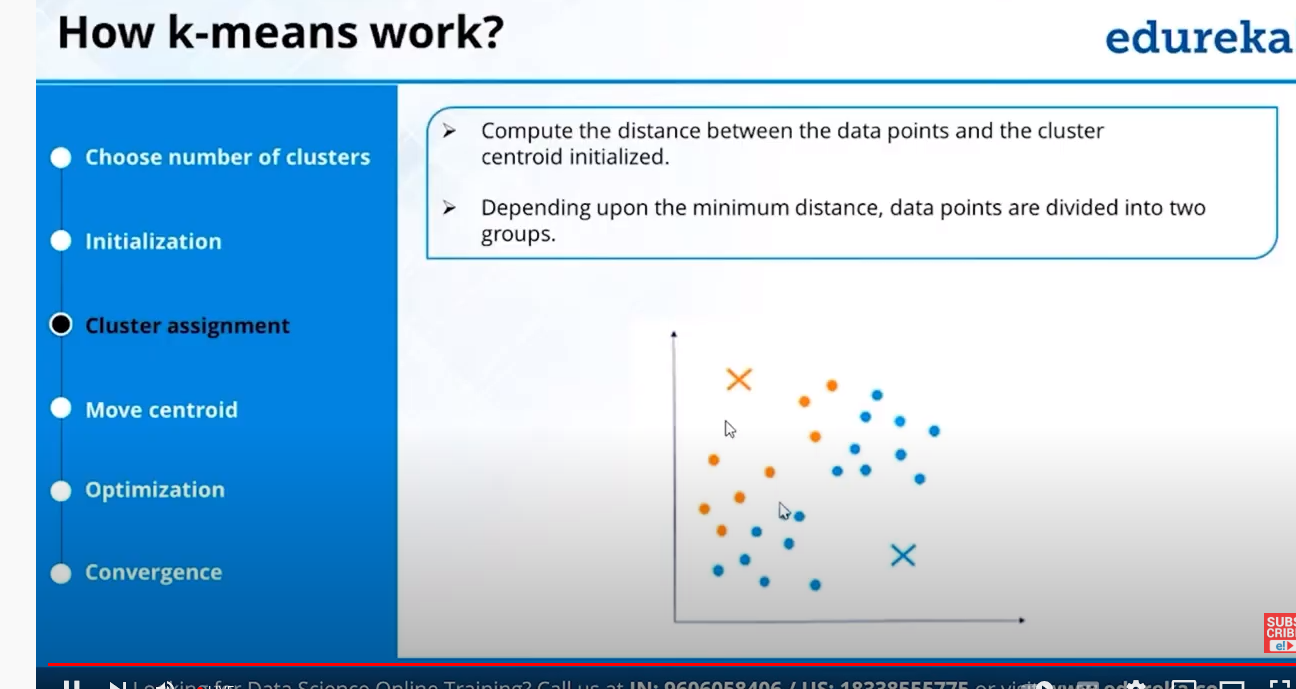 How k-means work?
edureka
Choose number of clusters
Initialization
Cluster assignment
Move centroid
Optimization
Convergence
➢ Compute the distance between the data points and the cluster
centroid initialized.
➢ Depending upon the minimum distance, data points are divided into two
groups.
SUBS
CRIB
e!
Looking for Data Science Online Training? Call us at IN: 9606058406 / US: 18338555775 or